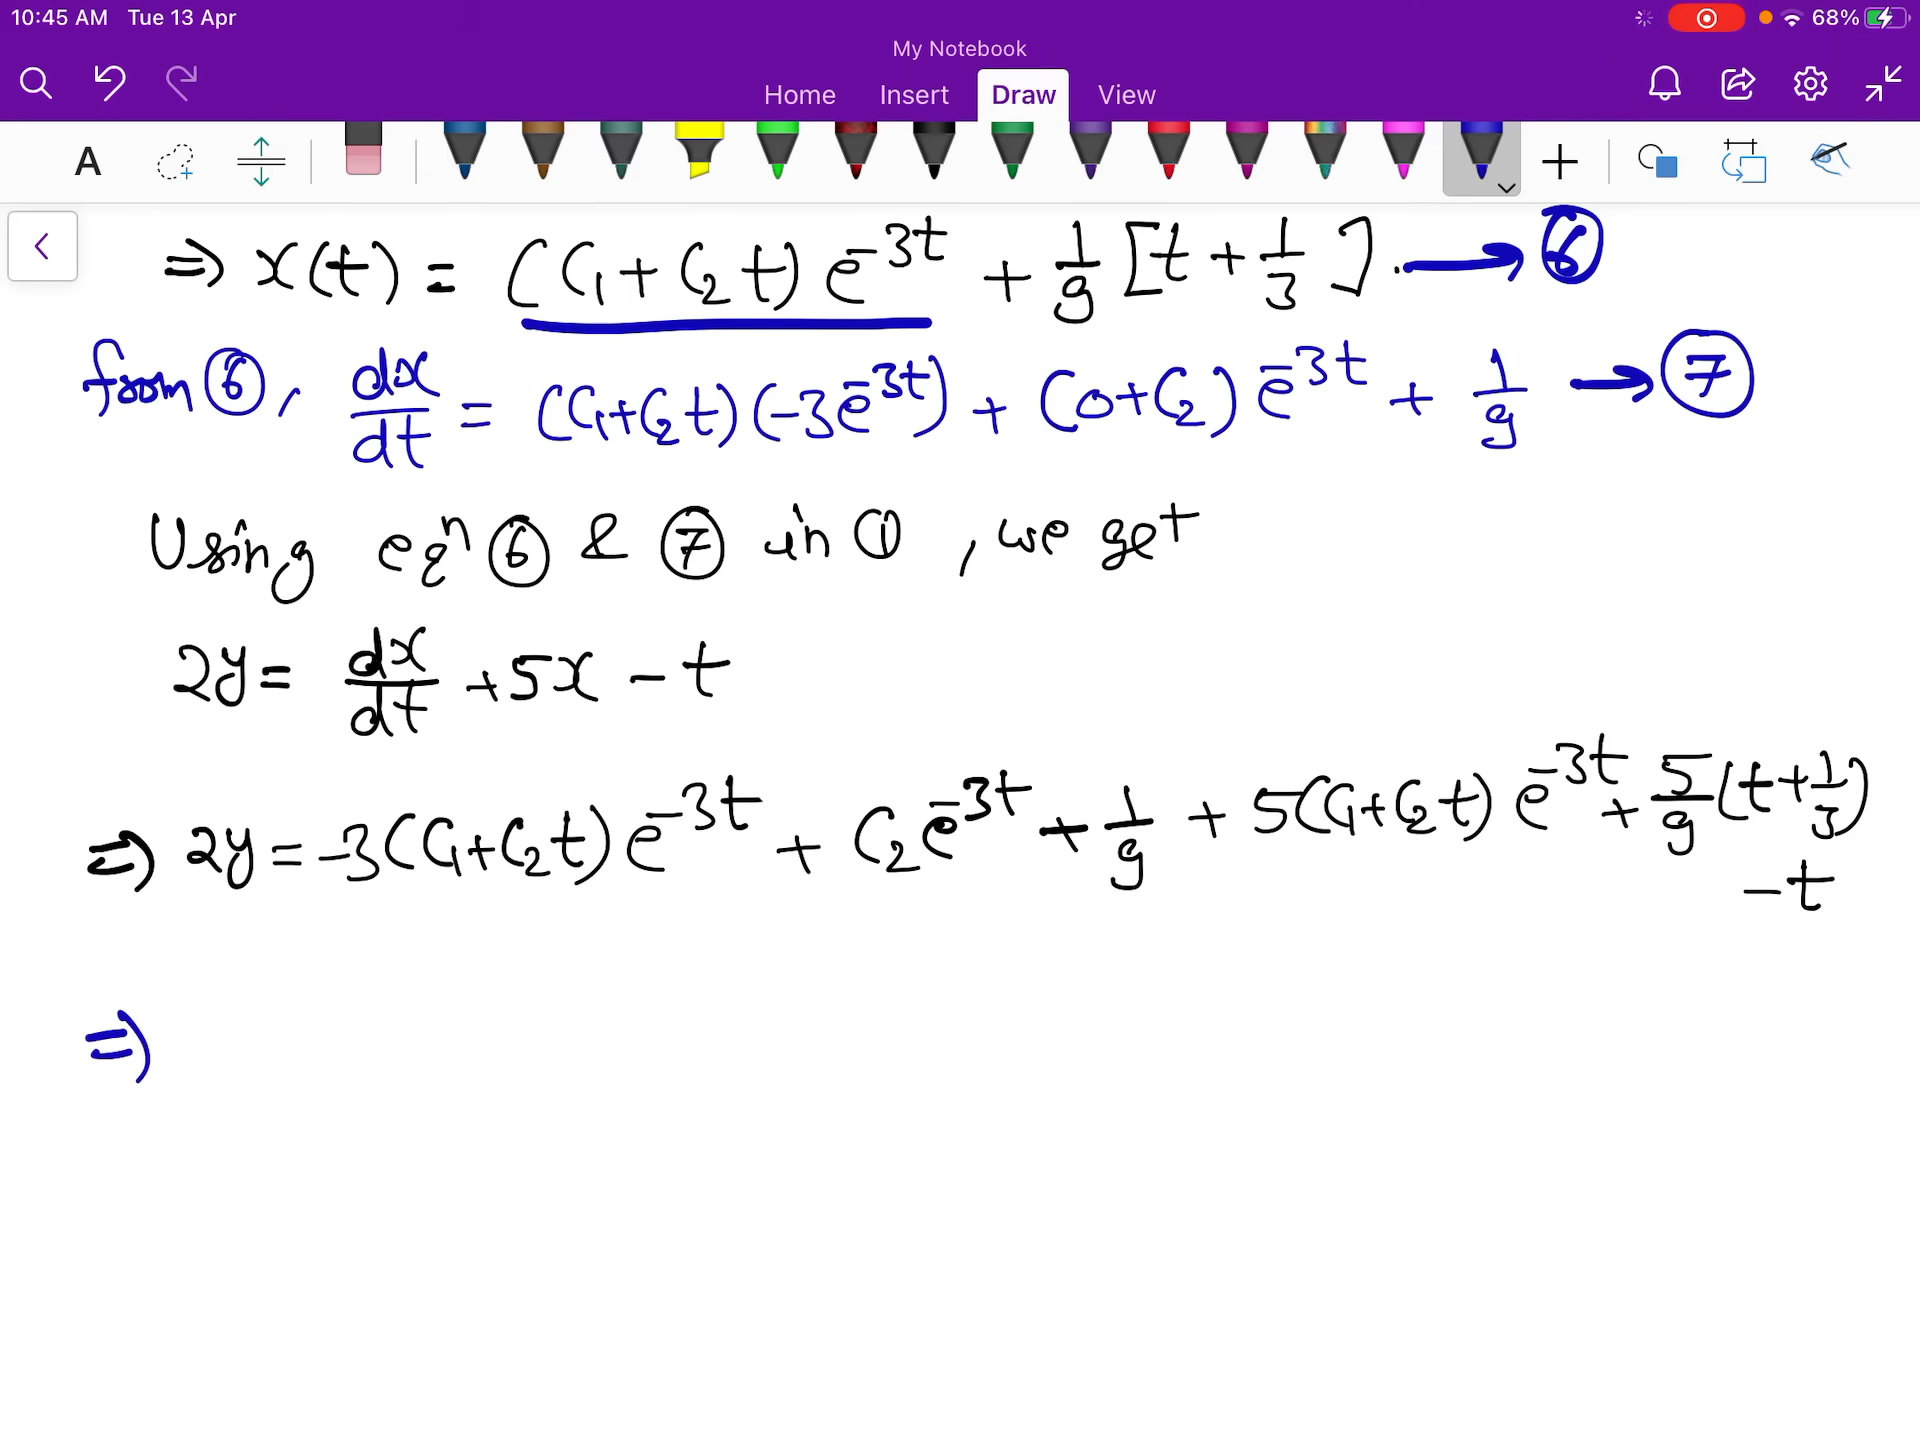 10:45 AM Tue 13 Apr 68%
My Notebook
Home Insert Draw View
A
⇒ x(t) = (C₁ + C₂ t) e⁻³ᵗ + 1/9 [t + 1/3]. → ⑥
from ⑥, dx/dt = (C₁+C₂t)(-3e⁻³ᵗ) + (0+C₂) e⁻³ᵗ + 1/9 → ⑦
Using eqⁿ ⑥ & ⑦ in ①, we get
2y = dx/dt + 5x - t
⇒ 2y = -3(C₁+C₂t) e⁻³ᵗ + C₂e⁻³ᵗ + 1/9 + 5(C₁+C₂t) e⁻³ᵗ + 5/9 (t+1/3)
- t
⇒